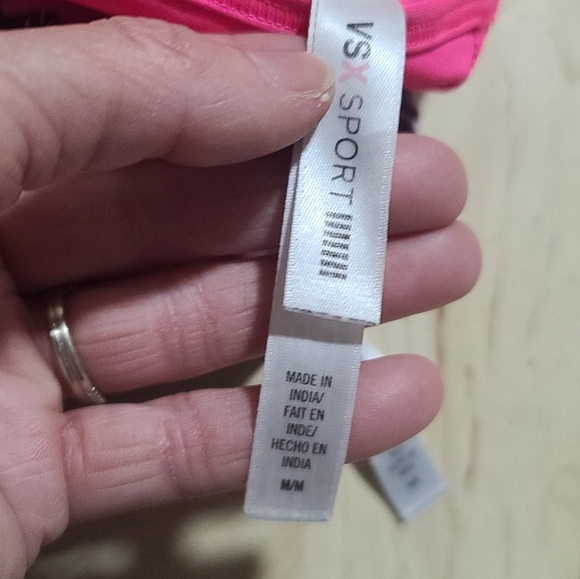 VSX SPORT
MADE IN
INDIA/
FAIT EN
INDE/
HECHO EN
INDIA
M/M